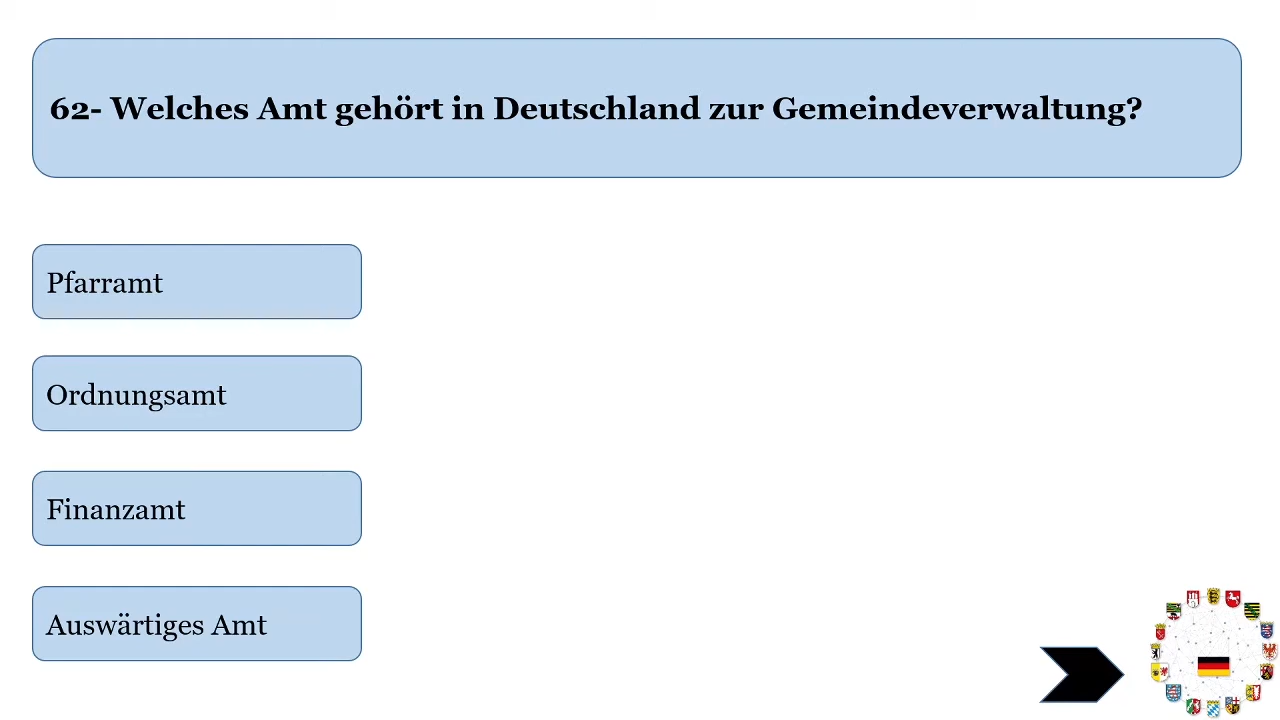 62- Welches Amt gehört in Deutschland zur Gemeindeverwaltung?
Pfarramt
Ordnungsamt
Finanzamt
Auswärtiges Amt